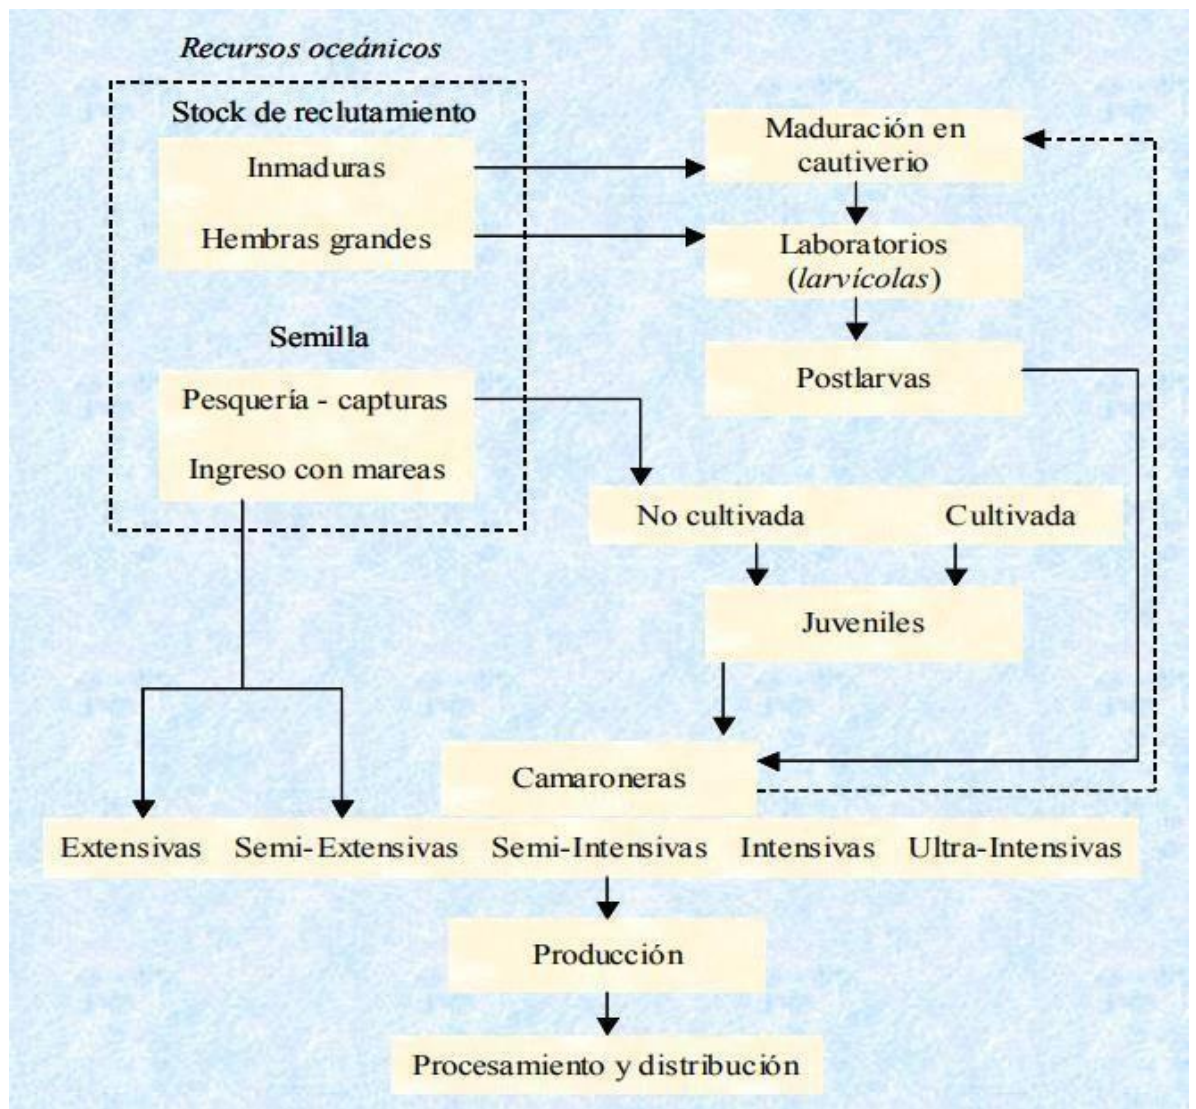 Recursos oceánicos
Stock de reclutamiento
Inmaduras
Hembras grandes
Semilla
Pesquería - capturas
Ingreso con mareas
Maduración en
cautiverio
Laboratorios
(larvícolas)
Postlarvas
No cultivada
Cultivada
Juveniles
Camaroneras
Extensivas Semi-Extensivas Semi-Intensivas Intensivas Ultra-Intensivas
Producción
Procesamiento y distribución